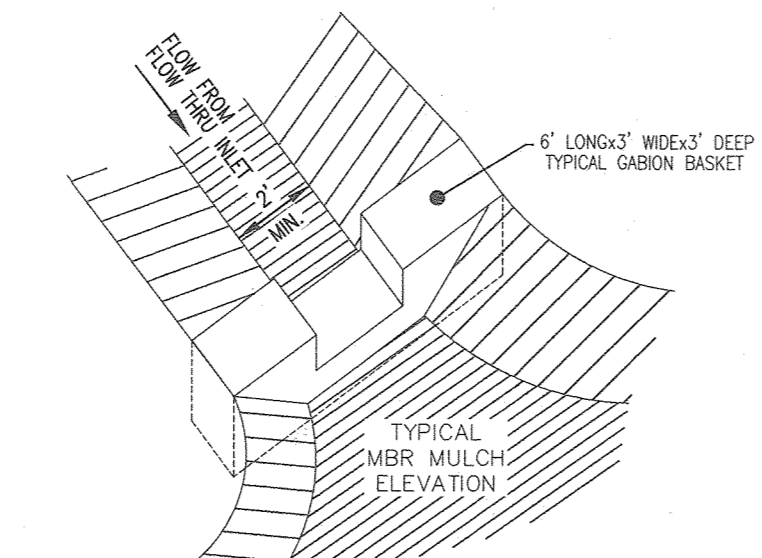 FLOW FROM
FLOW THRU INLET
2'
MIN.
6' LONGx3' WIDEx3' DEEP
TYPICAL GABION BASKET
TYPICAL
MBR MULCH
ELEVATION